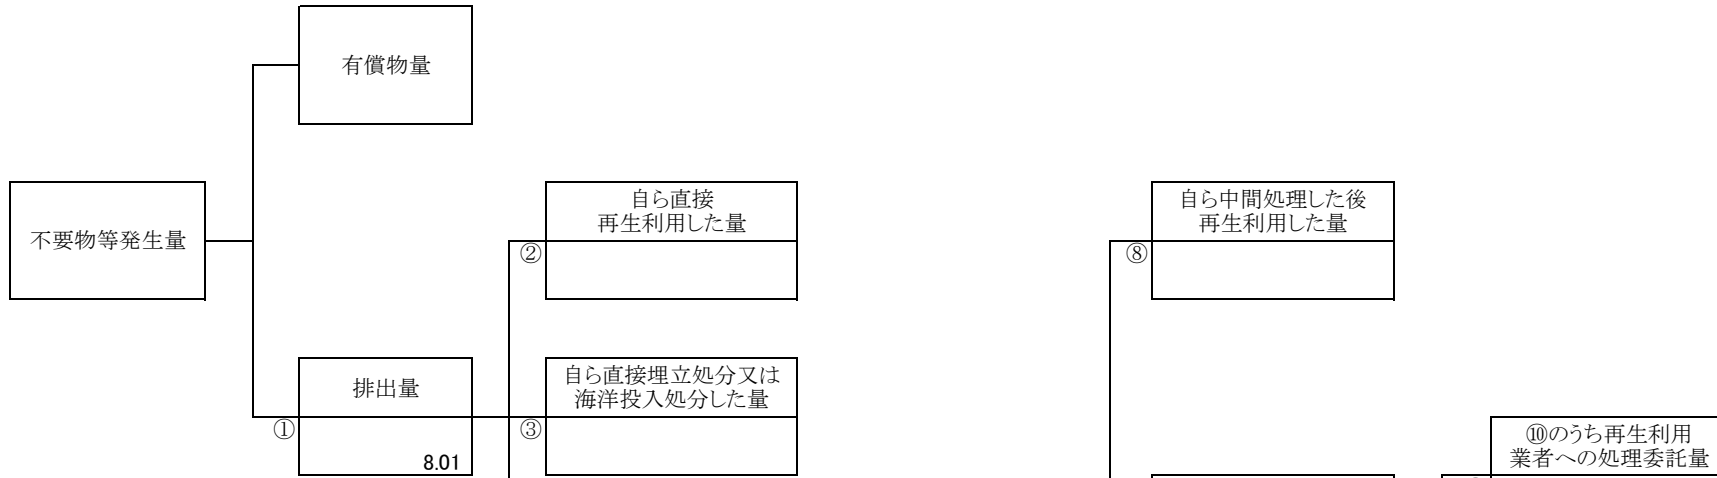 有償物量
不要物等発生量
自ら直接
再生利用した量
②
自ら中間処理した後
再生利用した量
⑧
排出量
①
8.01
自ら直接埋立処分又は
海洋投入処分した量
③
⑩のうち再生利用
業者への処理委託量